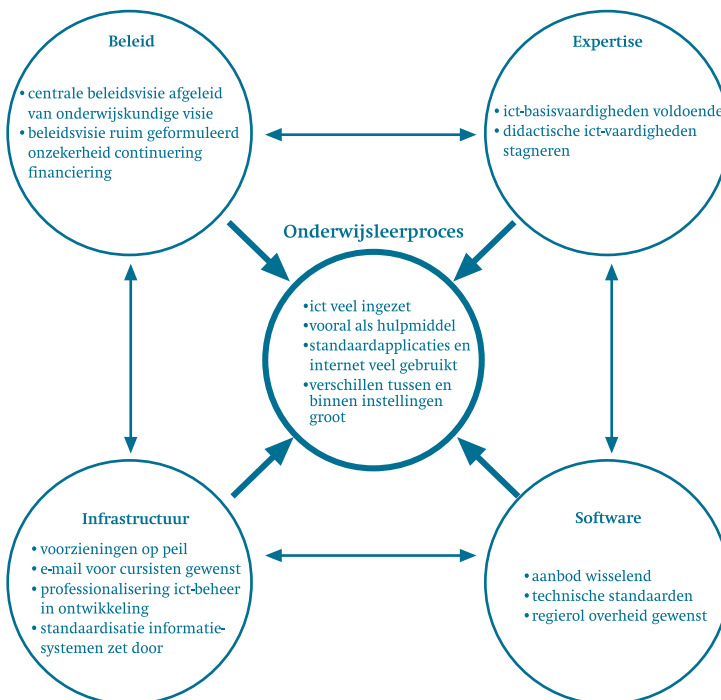 Beleid
• centrale beleidsvisie afgeleid
van onderwijskundige visie
• beleidsvisie ruim geformuleerd
onzekerheid continuering
financiering
Expertise
• ict-basisvaardigheden voldoende
• didactische ict-vaardigheden
stagneren
Onderwijsleerproces
• ict veel ingezet
• vooral als hulpmiddel
• standaardapplicaties en
internet veel gebruikt
• verschillen tussen en
binnen instellingen
groot
Infrastructuur
• voorzieningen op peil
• e-mail voor cursisten gewenst
• professionalisering ict-beheer
in ontwikkeling
• standaardisatie informatie-
systemen zet door
Software
• aanbod wisselend
• technische standaarden
• regierol overheid gewenst